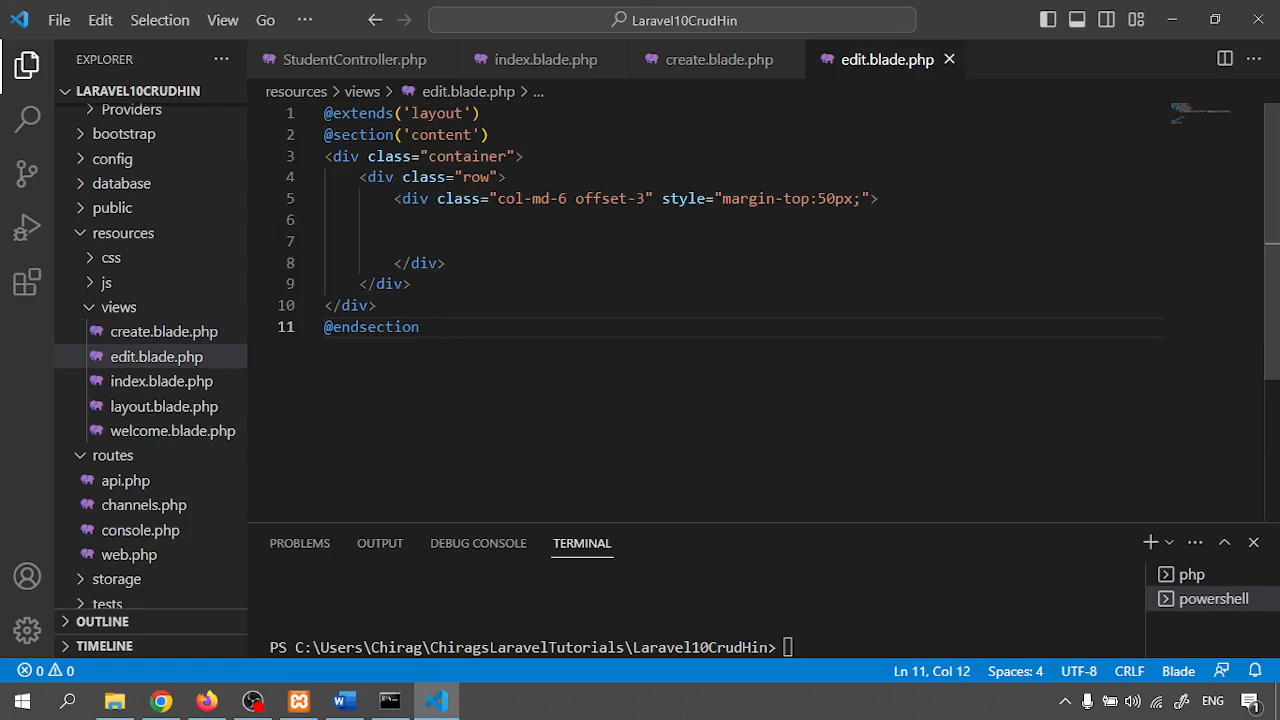 File Edit Selection View Go ··· Laravel10CrudHin
EXPLORER ···
StudentController.php index.blade.php create.blade.php edit.blade.php
resources > views > edit.blade.php > ...
LARAVEL10CRUDHIN
Providers
bootstrap
config
database
public
resources
css
js
views
create.blade.php
edit.blade.php
index.blade.php
layout.blade.php
welcome.blade.php
routes
api.php
channels.php
console.php
web.php
storage
tests
OUTLINE
TIMELINE
1 @extends('layout')
2 @section('content')
3 <div class="container">
4 <div class="row">
5 <div class="col-md-6 offset-3" style="margin-top:50px;">
6
7
8 </div>
9 </div>
10 </div>
11 @endsection
PROBLEMS OUTPUT DEBUG CONSOLE TERMINAL
php
powershell
PS C:\Users\Chirag\ChiragsLaravelTutorials\Laravel10CrudHin>
0 0 Ln 11, Col 12 Spaces: 4 UTF-8 CRLF Blade
ENG 1